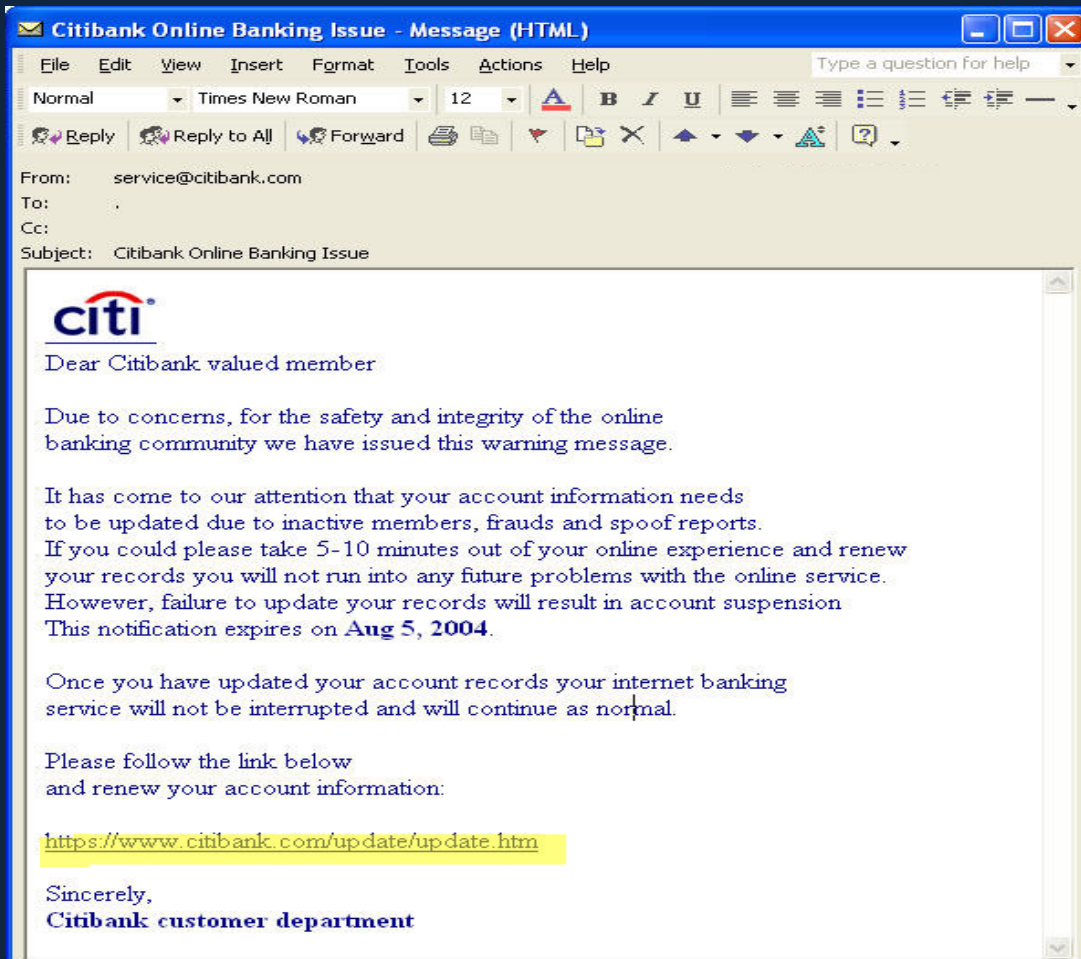 Citibank Online Banking Issue - Message (HTML)
File Edit View Insert Format Tools Actions Help Type a question for help
Normal Times New Roman 12 A B I U
Reply Reply to All Forward
From: service@citibank.com
To: .
Cc:
Subject: Citibank Online Banking Issue
citi®
Dear Citibank valued member
Due to concerns, for the safety and integrity of the online
banking community we have issued this warning message.
It has come to our attention that your account information needs
to be updated due to inactive members, frauds and spoof reports.
If you could please take 5-10 minutes out of your online experience and renew
your records you will not run into any future problems with the online service.
However, failure to update your records will result in account suspension
This notification expires on Aug 5, 2004.
Once you have updated your account records your internet banking
service will not be interrupted and will continue as normal.
Please follow the link below
and renew your account information:
https://www.citibank.com/update/update.htm
Sincerely,
Citibank customer department